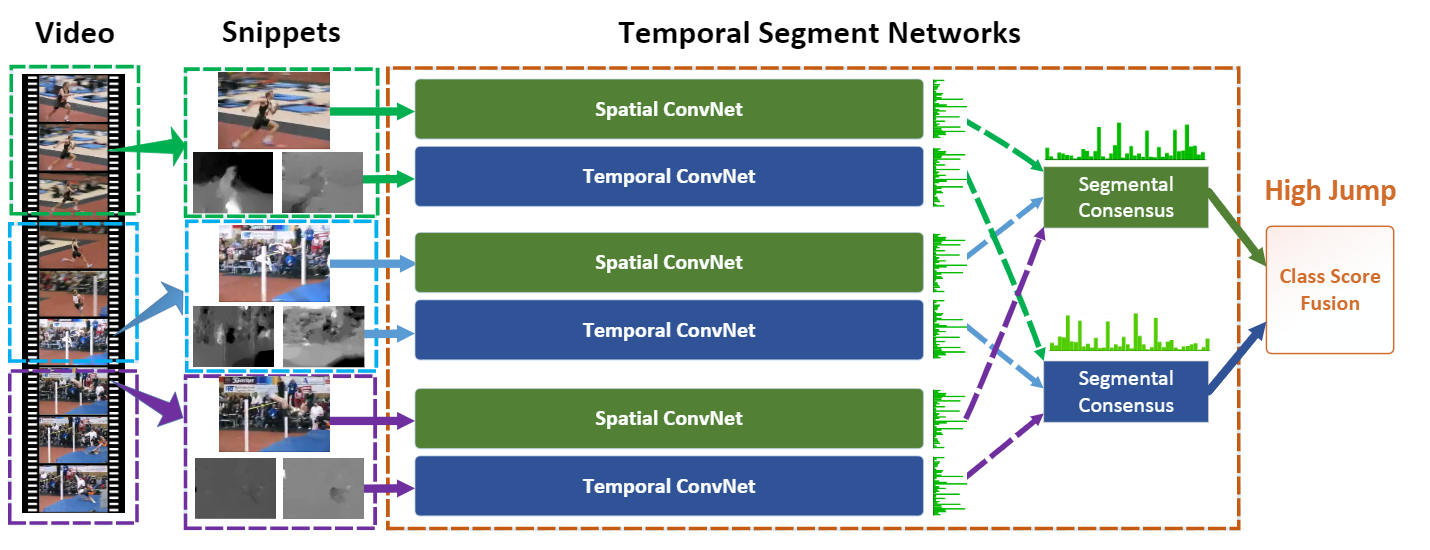 Video
Snippets
Temporal Segment Networks
Spatial ConvNet
Temporal ConvNet
Spatial ConvNet
Temporal ConvNet
Spatial ConvNet
Temporal ConvNet
Segmental
Consensus
Segmental
Consensus
High Jump
Class Score
Fusion